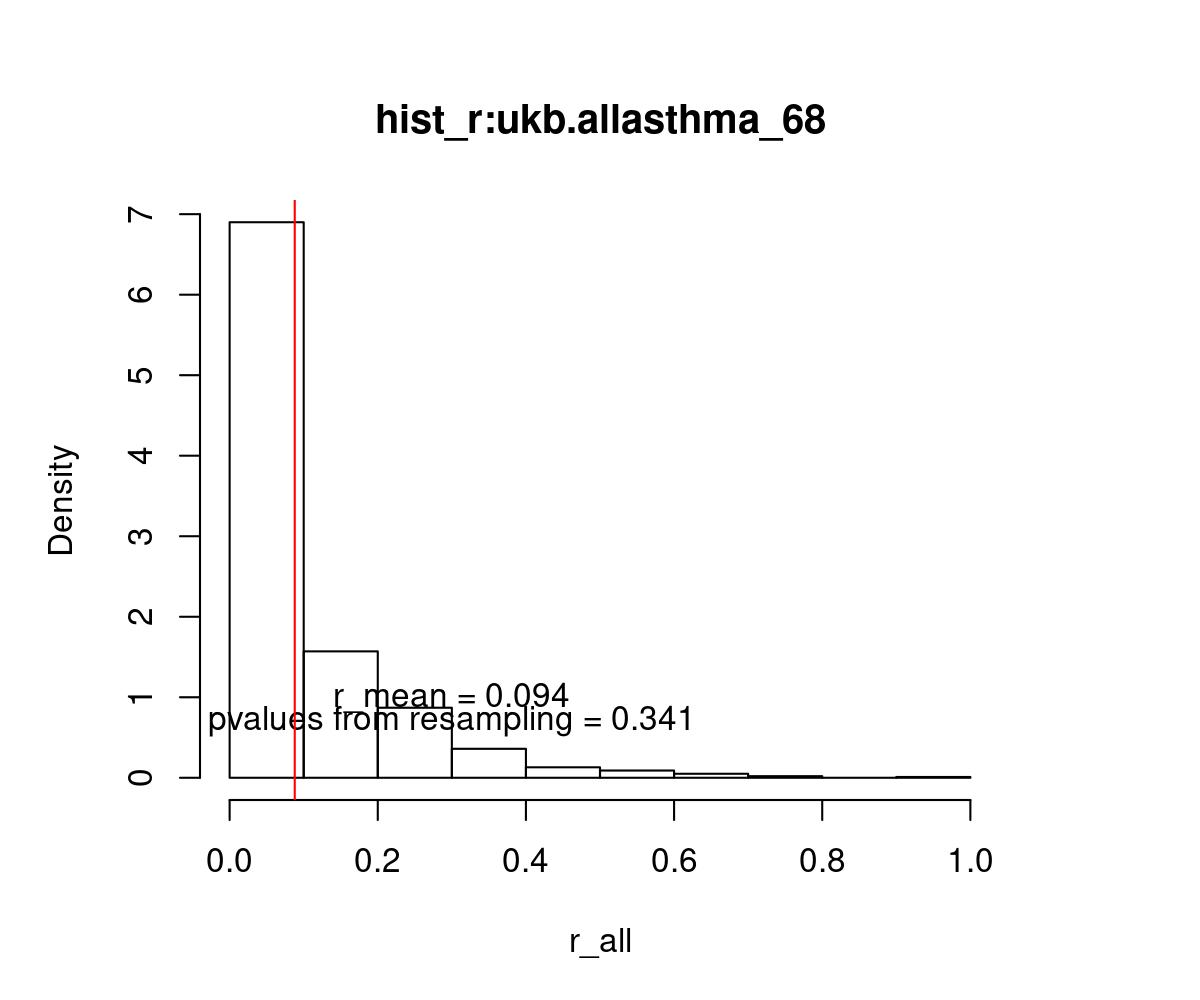 hist_r:ukb.allasthma_68
7
6
5
4
3
2
1
0
Density
r_mean = 0.094
pvalues from resampling = 0.341
0.0 0.2 0.4 0.6 0.8 1.0
r_all